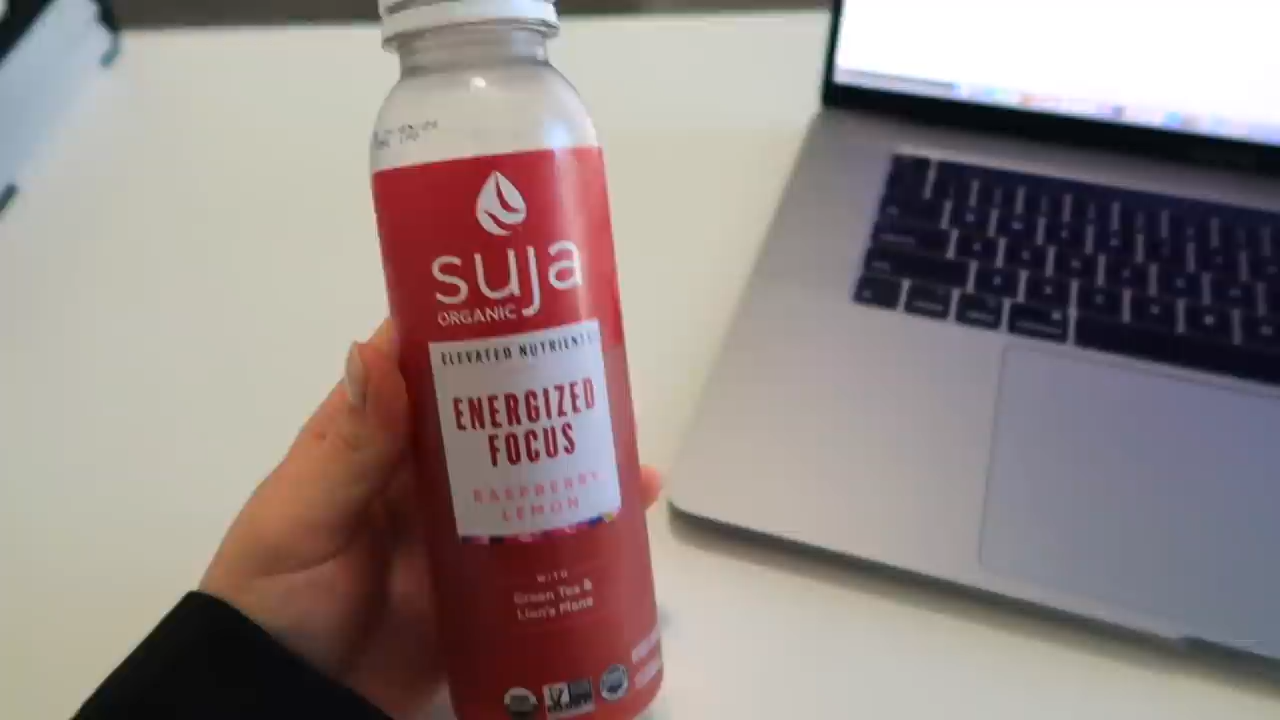 suja
ORGANIC
ELEVATED NUTRIENTS
ENERGIZED
FOCUS
RASPBERRY
LEMON
WITH
Green Tea &
Lion's Mane